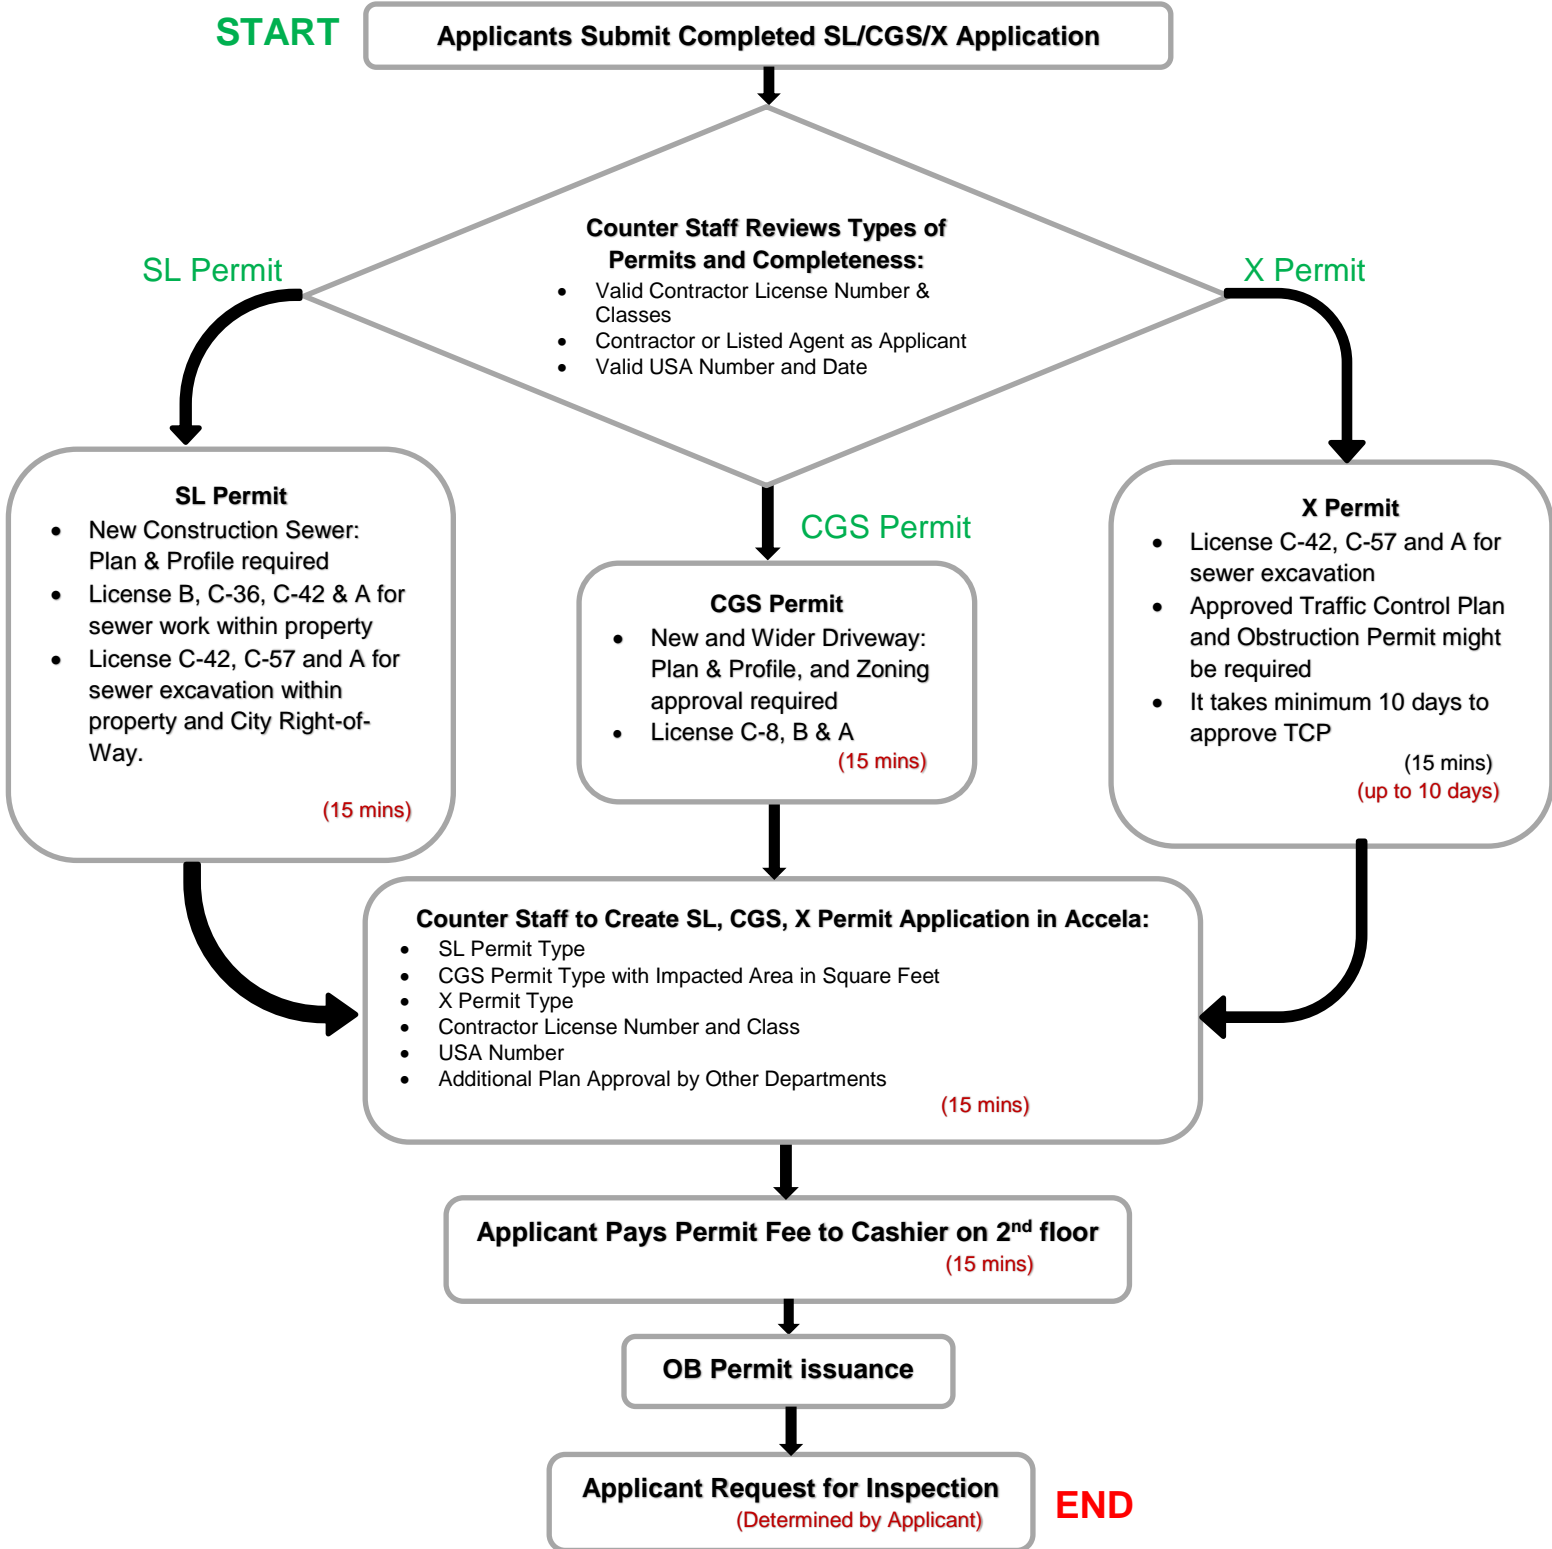 START
Applicants Submit Completed SL/CGS/X Application
Counter Staff Reviews Types of
Permits and Completeness:
• Valid Contractor License Number &
Classes
• Contractor or Listed Agent as Applicant
• Valid USA Number and Date
SL Permit
X Permit
CGS Permit
SL Permit
• New Construction Sewer:
Plan & Profile required
• License B, C-36, C-42 & A for
sewer work within property
• License C-42, C-57 and A for
sewer excavation within
property and City Right-of-
Way.
(15 mins)
CGS Permit
• New and Wider Driveway:
Plan & Profile, and Zoning
approval required
• License C-8, B & A
(15 mins)
X Permit
• License C-42, C-57 and A for
sewer excavation
• Approved Traffic Control Plan
and Obstruction Permit might
be required
• It takes minimum 10 days to
approve TCP
(15 mins)
(up to 10 days)
Counter Staff to Create SL, CGS, X Permit Application in Accela:
• SL Permit Type
• CGS Permit Type with Impacted Area in Square Feet
• X Permit Type
• Contractor License Number and Class
• USA Number
• Additional Plan Approval by Other Departments
(15 mins)
Applicant Pays Permit Fee to Cashier on 2nd floor
(15 mins)
OB Permit issuance
Applicant Request for Inspection
(Determined by Applicant)
END